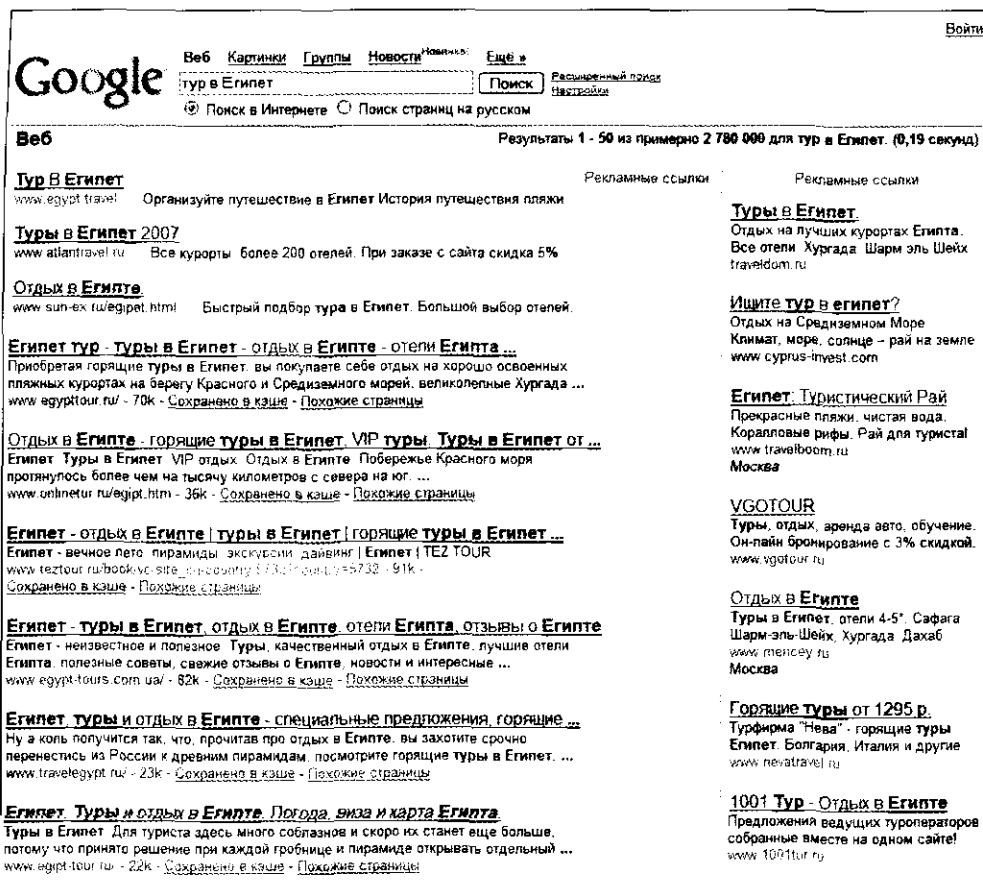 Войти
Google
Веб Картинки Группы Новости Новинка! Ещё »
тур в Египет Поиск Расширенный поиск
Настройки
Поиск в Интернете Поиск страниц на русском
Веб Результаты 1 - 50 из примерно 2 780 000 для тур в Египет. (0,19 секунд)
Рекламные ссылки
Тур В Египет
www.egypt.travel Организуйте путешествие в Египет История путешествия пляжи
Туры в Египет 2007
www.atlantravel.ru Все курорты более 200 отелей. При заказе с сайта скидка 5%
Отдых в Египте.
www.sun-ex.ru/egipet.html Быстрый подбор тура в Египет. Большой выбор отелей.
Египет тур - туры в Египет - отдых в Египте - отели Египта ...
Приобретая горящие туры в Египет, вы покупаете себе отдых на хорошо освоенных
пляжных курортах на берегу Красного и Средиземного морей, великолепные Хургада ...
www.egypttour.ru/ - 70k - Сохранено в кэше - Похожие страницы
Отдых в Египте - горящие туры в Египет, VIP туры. Туры в Египет от ...
Египет Туры в Египет VIP отдых Отдых в Египте Побережье Красного моря
протянулось более чем на тысячу километров с севера на юг. ...
www.onlinetur.ru/egipt.htm - 36k - Сохранено в кэше - Похожие страницы
Египет - отдых в Египте | туры в Египет | горящие туры в Египет ...
Египет - вечное лето пирамиды экскурсии дайвинг | Египет | TEZ TOUR
- 91k -
Сохранено в кэше - Похожие страницы
Египет - туры в Египет, отдых в Египте, отели Египта, отзывы о Египте
Египет - неизвестное и полезное Туры, качественный отдых в Египте, лучшие отели
Египта, полезные советы, свежие отзывы о Египте, новости и интересные ...
www.egypt-tours.com.ua/ - 62k - Сохранено в кэше - Похожие страницы
Египет, туры и отдых в Египте - специальные предложения, горящие ...
Ну а коль получится так, что, прочитав про отдых в Египте, вы захотите срочно
перенестись из России к древним пирамидам, посмотрите горящие туры в Египет. ...
www.travelegypt.ru/ - 23k - Сохранено в кэше - Похожие страницы
Египет. Туры и отдых в Египте. Погода, виза и карта Египта.
Туры в Египет Для туриста здесь много соблазнов и скоро их станет еще больше,
потому что принято решение при каждой гробнице и пирамиде открывать отдельный ...
www.egipt-tour.ru/ - 22k - Сохранено в кэше - Похожие страницы
Рекламные ссылки
Туры в Египет.
Отдых на лучших курортах Египта.
Все отели Хургада Шарм эль Шейх
traveldom.ru
Ищите тур в египет?
Отдых на Средиземном Море
Климат, море, солнце – рай на земле
www.cyprus-invest.com
Египет: Туристический Рай
Прекрасные пляжи, чистая вода.
Коралловые рифы. Рай для туриста!
www.travelboom.ru
Москва
VGOTOUR
Туры, отдых, аренда авто, обучение.
Он-лайн бронирование с 3% скидкой.
www.vgotour.ru
Отдых в Египте
Туры в Египет, отели 4-5*. Сафага
Шарм-эль-Шейх, Хургада Дахаб
www.mencey.ru
Москва
Горящие туры от 1295 р.
Турфирма "Нева" - горящие туры
Египет. Болгария, Италия и другие
www.nevatravel.ru
1001 Тур - Отдых в Египте
Предложения ведущих туроператоров
собранные вместе на одном сайте!
www.1001tur.ru